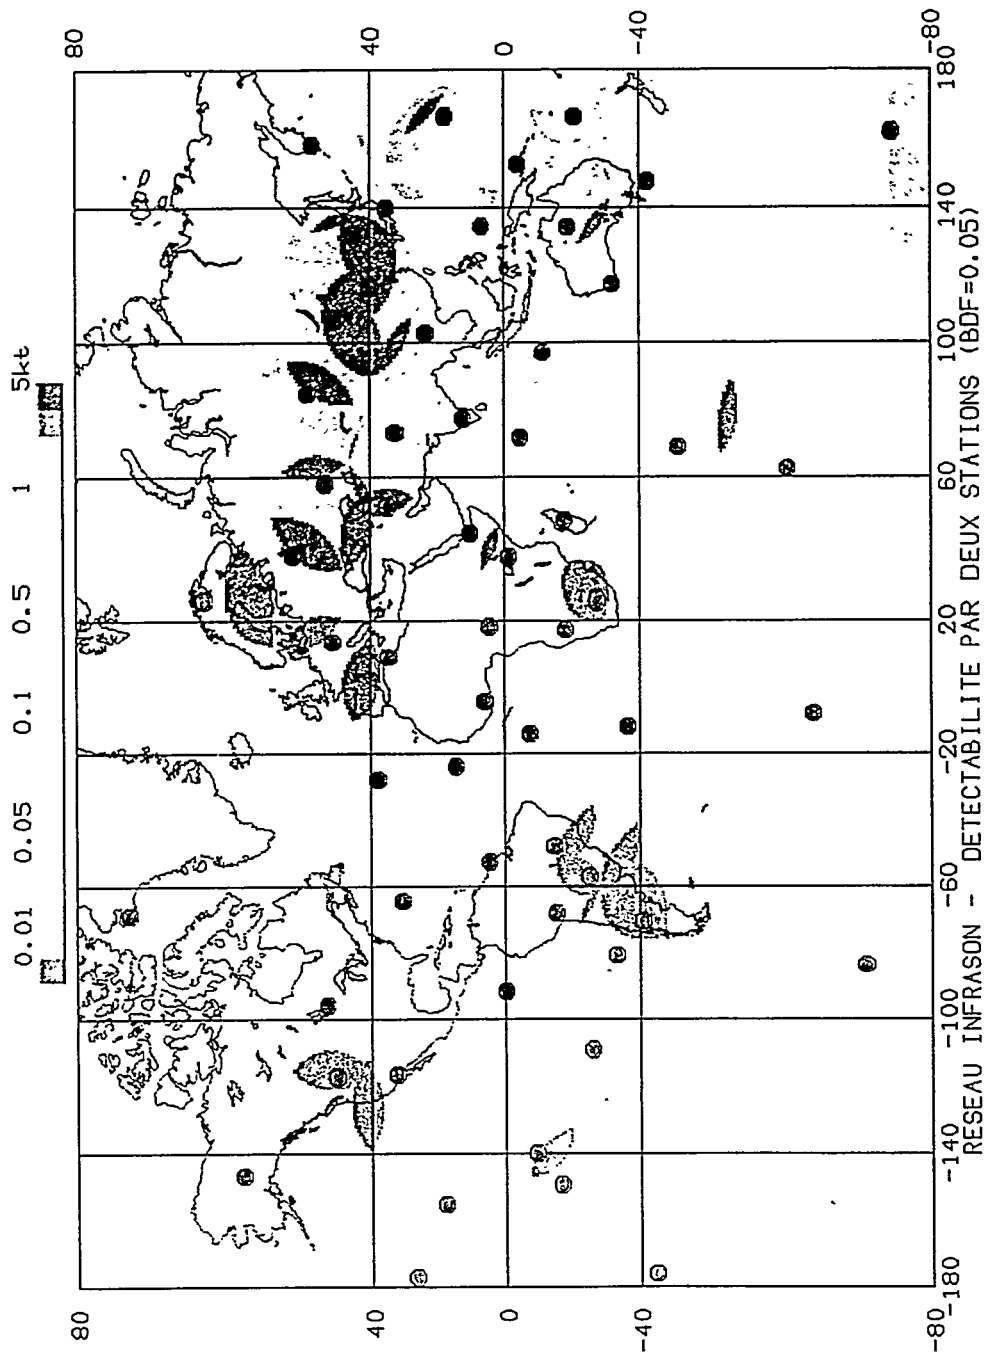 0.01 0.05 0.1 0.5 1 5kt
80 80
40 40
0 0
-40 -40
-80 -80
-180 -140 -100 -60 -20 20 60 100 140 180
RESEAU INFRASON - DETECTABILITE PAR DEUX STATIONS (BDF=0.05)